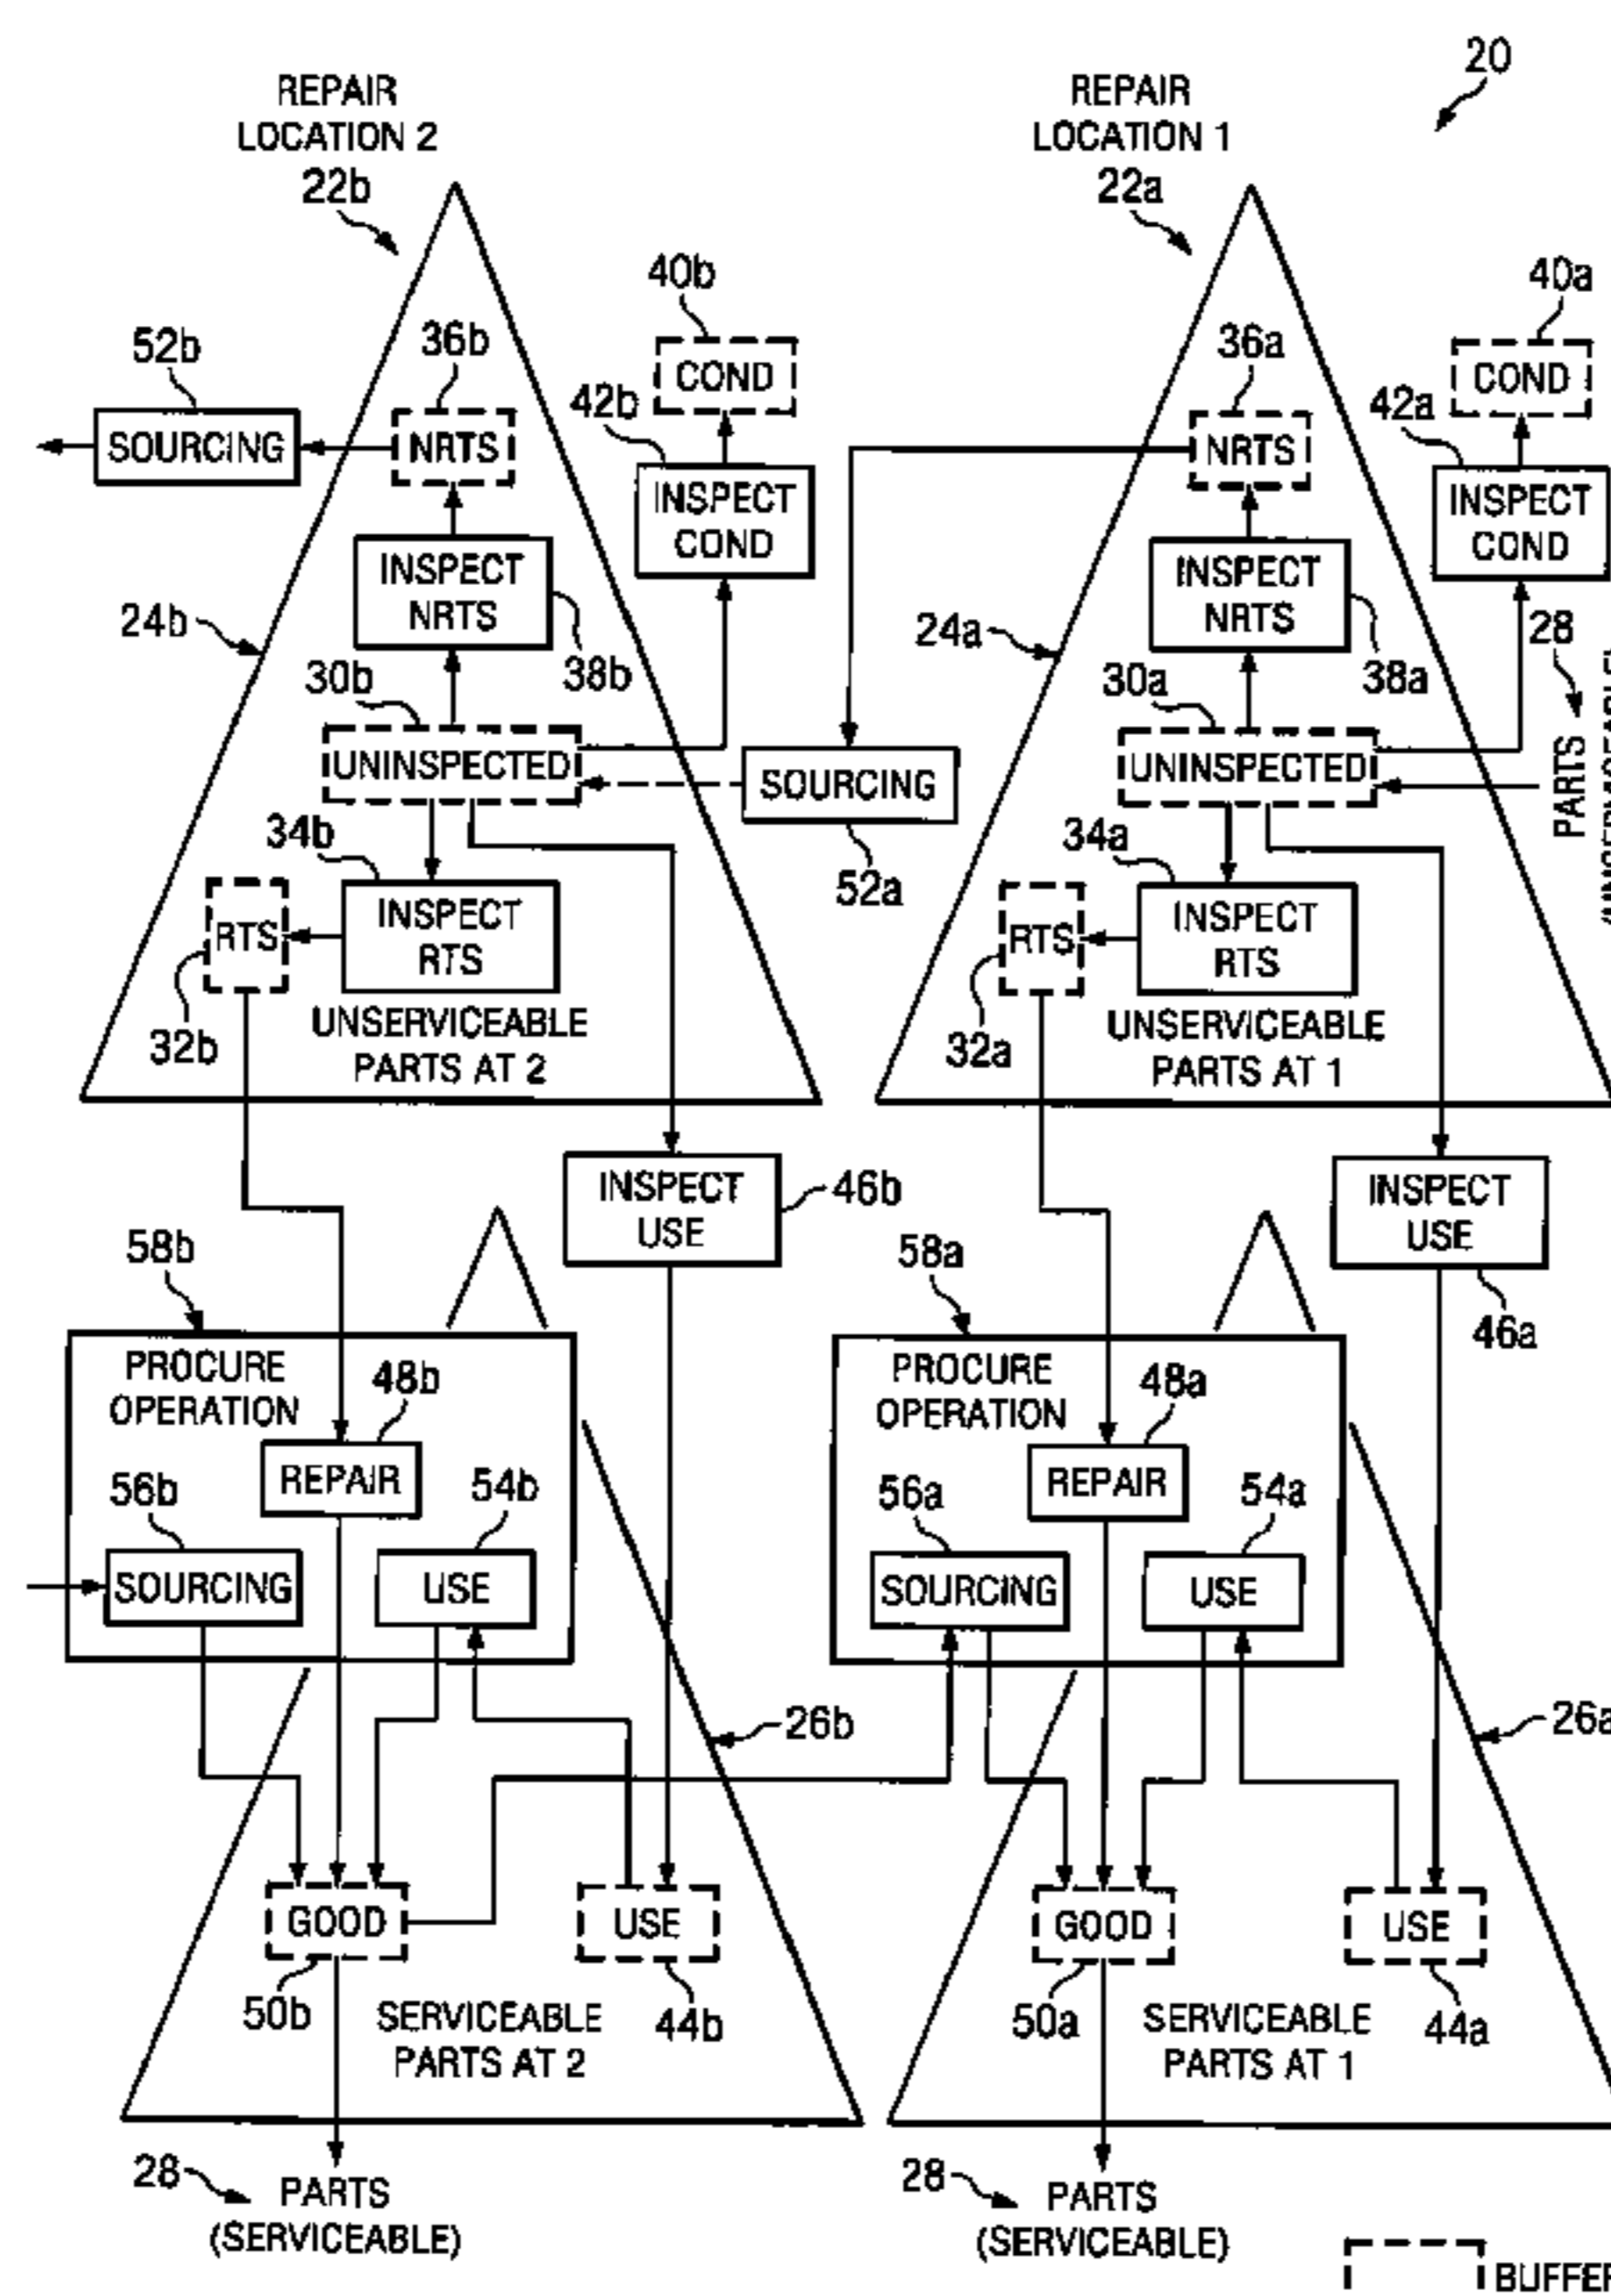 20
REPAIR
LOCATION 2
22b
REPAIR
LOCATION 1
22a
40b
40a
52b
36b
COND
36a
COND
42b
42a
SOURCING
NRTS
NRTS
INSPECT
COND
INSPECT
COND
INSPECT
NRTS
INSPECT
NRTS
24b
24a
28
30b
38b
30a
38a
UNINSPECTED
SOURCING
UNINSPECTED
PARTS
34b
52a
34a
RTS
INSPECT
RTS
RTS
INSPECT
RTS
32b
UNSERVICEABLE
PARTS AT 2
32a
UNSERVICEABLE
PARTS AT 1
INSPECT
USE
46b
INSPECT
USE
46a
58b
58a
PROCURE
OPERATION
48b
PROCURE
OPERATION
48a
REPAIR
REPAIR
56b
54b
56a
54a
SOURCING
USE
SOURCING
USE
26b
26a
GOOD
USE
GOOD
USE
50b
SERVICEABLE
PARTS AT 2
44b
50a
SERVICEABLE
PARTS AT 1
44a
28
PARTS
(SERVICEABLE)
28
PARTS
(SERVICEABLE)
BUFFER